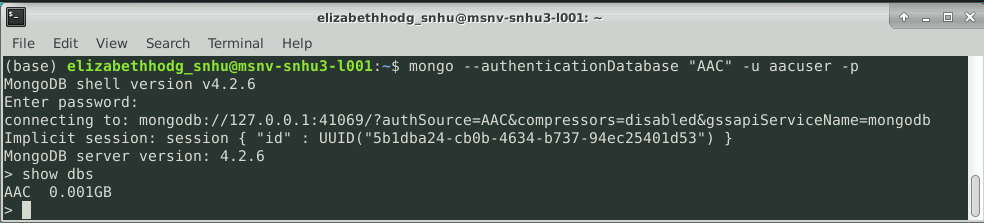 elizabethhodg_snhu@msnv-snhu3-l001: ~
File Edit View Search Terminal Help
(base) elizabethhodg_snhu@msnv-snhu3-l001:~$ mongo --authenticationDatabase "AAC" -u aacuser -p
MongoDB shell version v4.2.6
Enter password:
connecting to: mongodb://127.0.0.1:41069/?authSource=AAC&compressors=disabled&gssapiServiceName=mongodb
Implicit session: session { "id" : UUID("5b1dba24-cb0b-4634-b737-94ec25401d53") }
MongoDB server version: 4.2.6
> show dbs
AAC  0.001GB
>